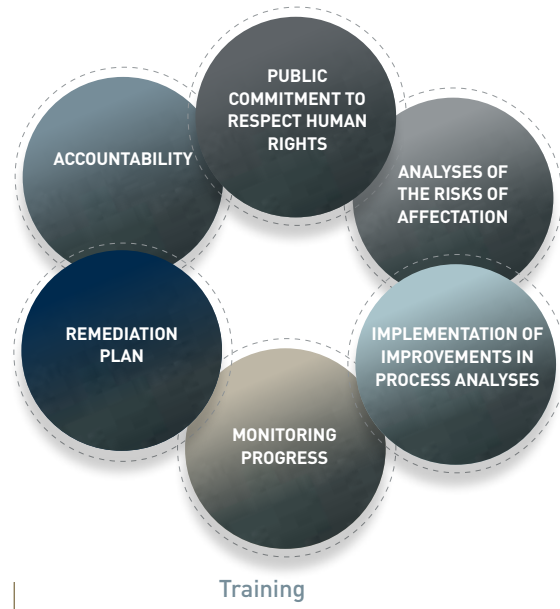 PUBLIC
COMMITMENT TO
RESPECT HUMAN
RIGHTS
ACCOUNTABILITY
ANALYSES OF
THE RISKS OF
AFFECTATION
REMEDIATION
PLAN
IMPLEMENTATION OF
IMPROVEMENTS IN
PROCESS ANALYSES
MONITORING
PROGRESS
Training